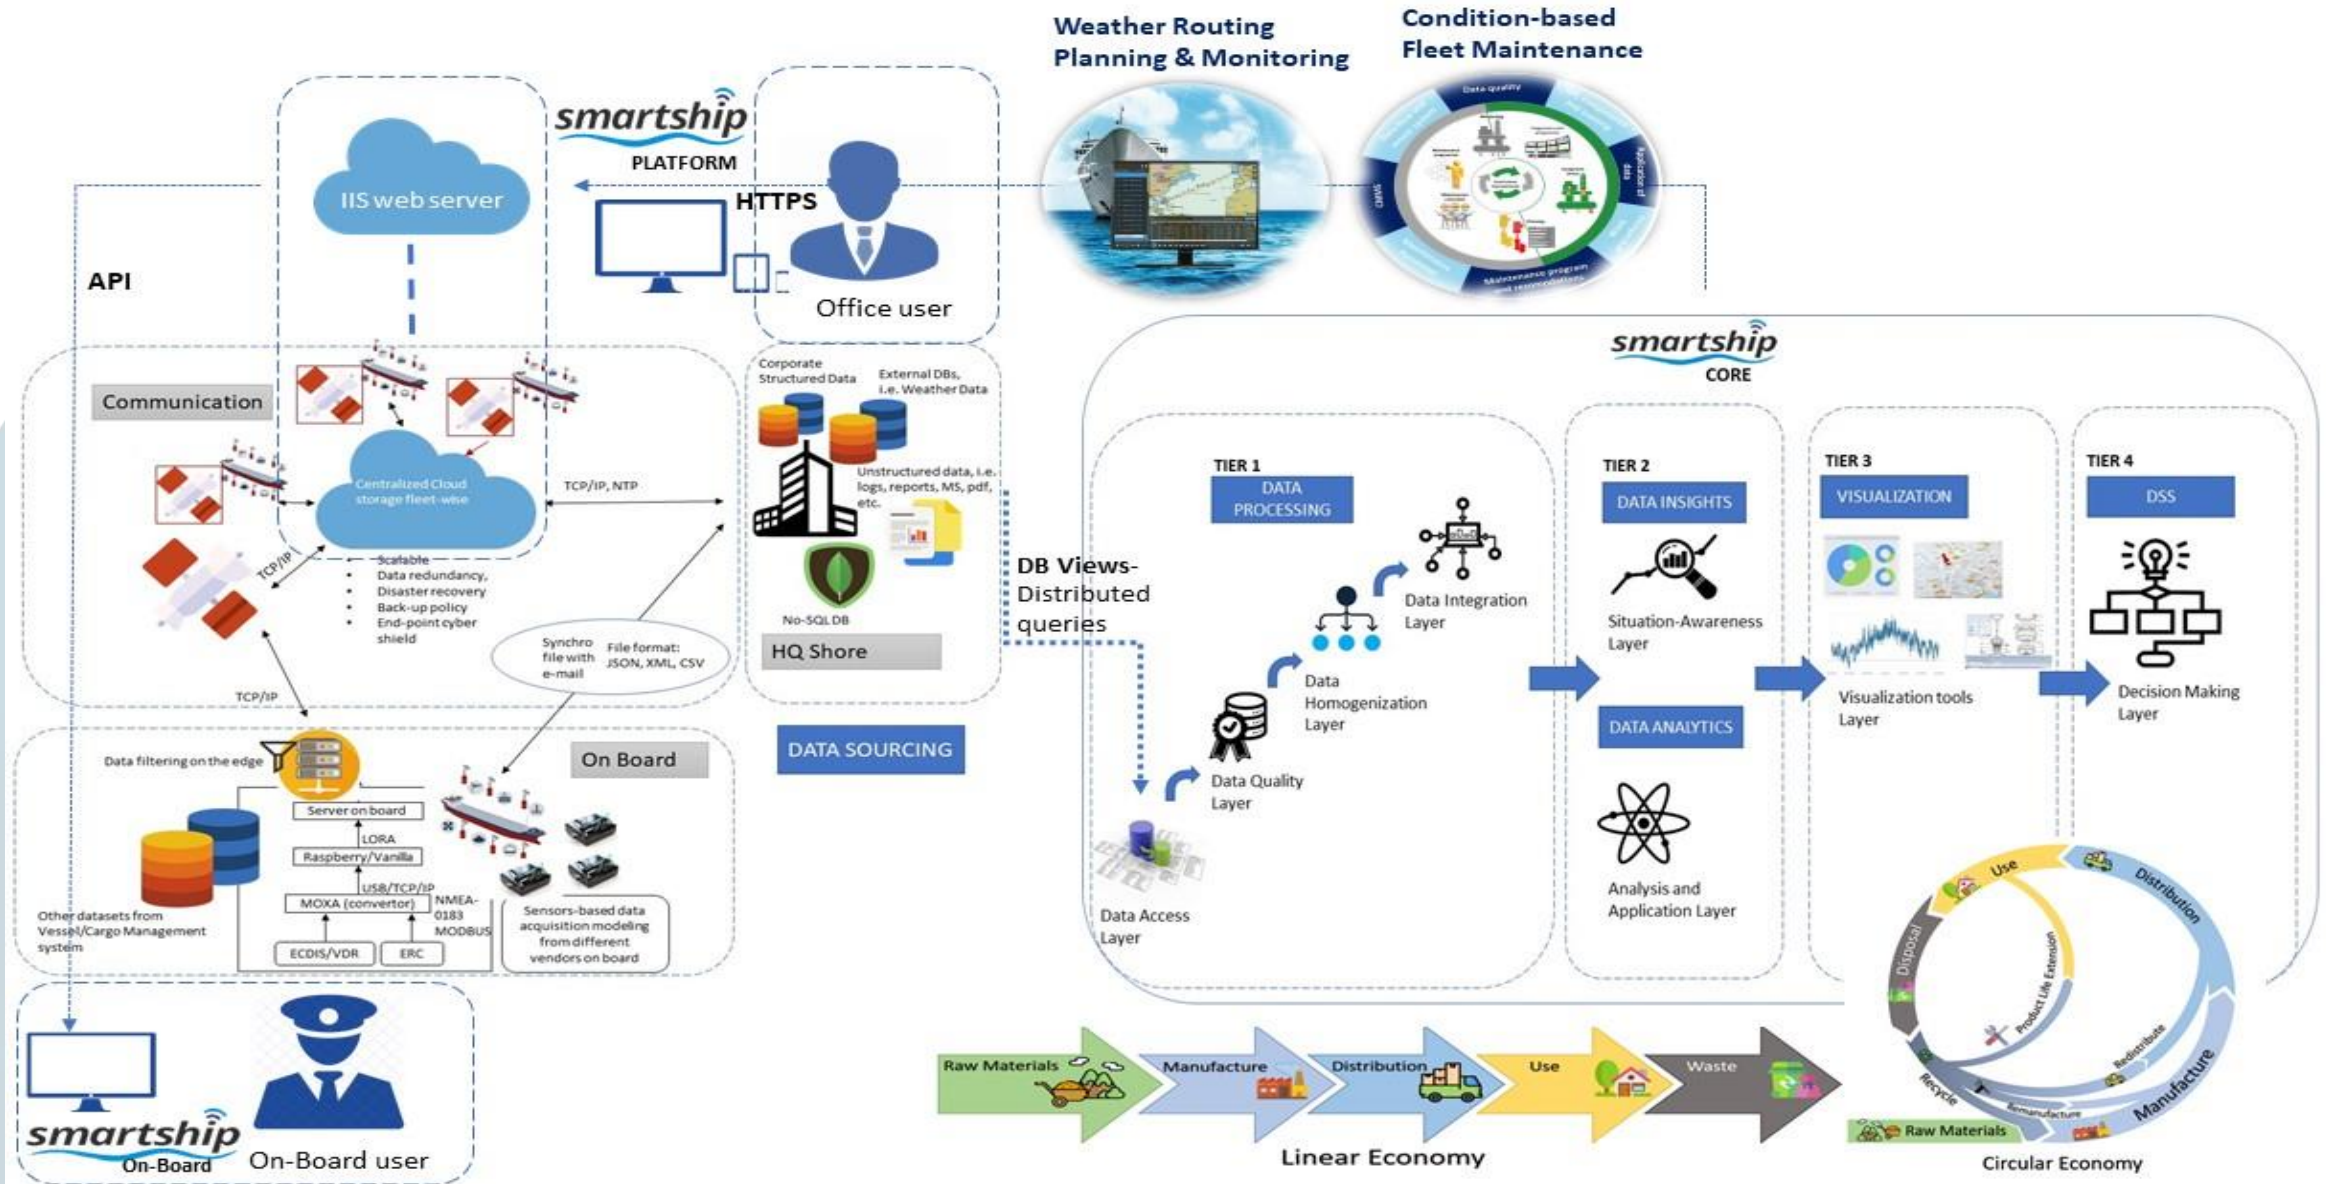 Weather Routing
Planning & Monitoring
Condition-based
Fleet Maintenance
Data quality
Application of
data
Maintenance program
smartship
PLATFORM
IIS web server
HTTPS
Office user
API
Communication
Centralized Cloud
storage fleet-wise
TCP/IP, NTP
TCP/IP
• Scalable
• Data redundancy,
• Disaster recovery
• Back-up policy
• End-point cyber
shield
TCP/IP
Synchro
file with
e-mail
File format:
JSON, XML, CSV
Corporate
Structured Data
External DBs,
i.e. Weather Data
Unstructured data, i.e.
logs, reports, MS, pdf,
etc.
No-SQL DB
HQ Shore
DATA SOURCING
DB Views-
Distributed
queries
On Board
Data filtering on the edge
Server on board
LORA
Raspberry/Vanilla
USB/TCP/IP
MOXA (convertor)
NMEA-
0183
MODBUS
ECDIS/VDR
ERC
Other datasets from
Vessel/Cargo Management
system
Sensors-based data
acquisition modeling
from different
vendors on board
smartship
On-Board
On-Board user
smartship
CORE
TIER 1
DATA
PROCESSING
Data Access
Layer
Data Quality
Layer
Data
Homogenization
Layer
Data Integration
Layer
TIER 2
DATA INSIGHTS
Situation-Awareness
Layer
DATA ANALYTICS
Analysis and
Application Layer
TIER 3
VISUALIZATION
Visualization tools
Layer
TIER 4
DSS
Decision Making
Layer
Raw Materials
Manufacture
Distribution
Use
Waste
Linear Economy
Use
Distribution
Disposal
Product Life Extension
Redistribute
Recycle
Remanufacture
Manufacture
Raw Materials
Circular Economy